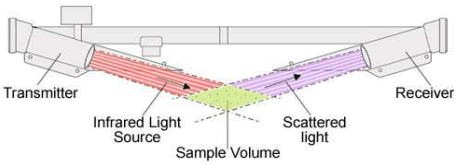 Transmitter
Receiver
Infrared Light
Source
Scattered
light
Sample Volume